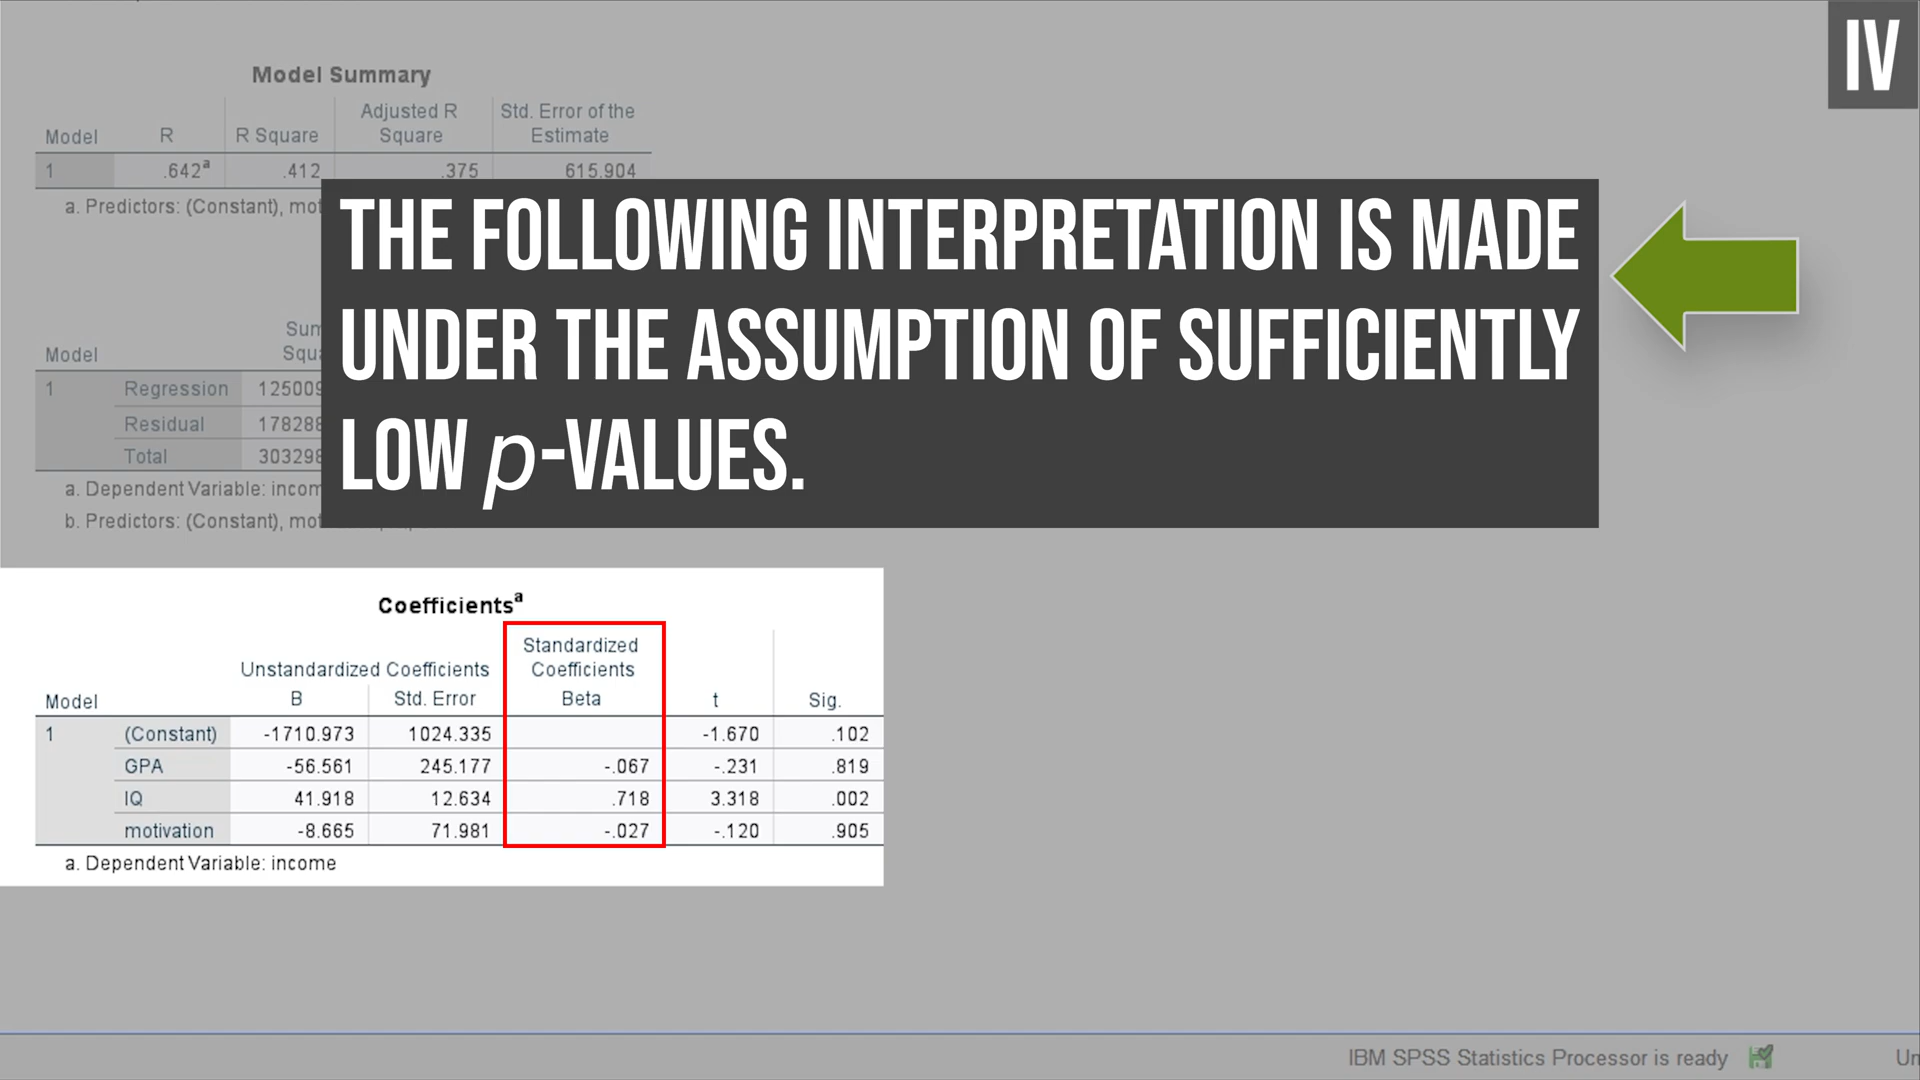 IV
Model Summary
Model R R Square Adjusted R Square Std. Error of the Estimate
1 .642a .412 .375 615.904
a. Predictors: (Constant), mot
THE FOLLOWING INTERPRETATION IS MADE
UNDER THE ASSUMPTION OF SUFFICIENTLY
LOW p-VALUES.
Model
1 Regression 125009
Residual 178288
Total 303298
a. Dependent Variable: incom
b. Predictors: (Constant), mot
Coefficientsa
Unstandardized Coefficients Standardized Coefficients
Model B Std. Error Beta t Sig.
1 (Constant) -1710.973 1024.335 -1.670 .102
GPA -56.561 245.177 -.067 -.231 .819
IQ 41.918 12.634 .718 3.318 .002
motivation -8.665 71.981 -.027 -.120 .905
a. Dependent Variable: income
IBM SPSS Statistics Processor is ready